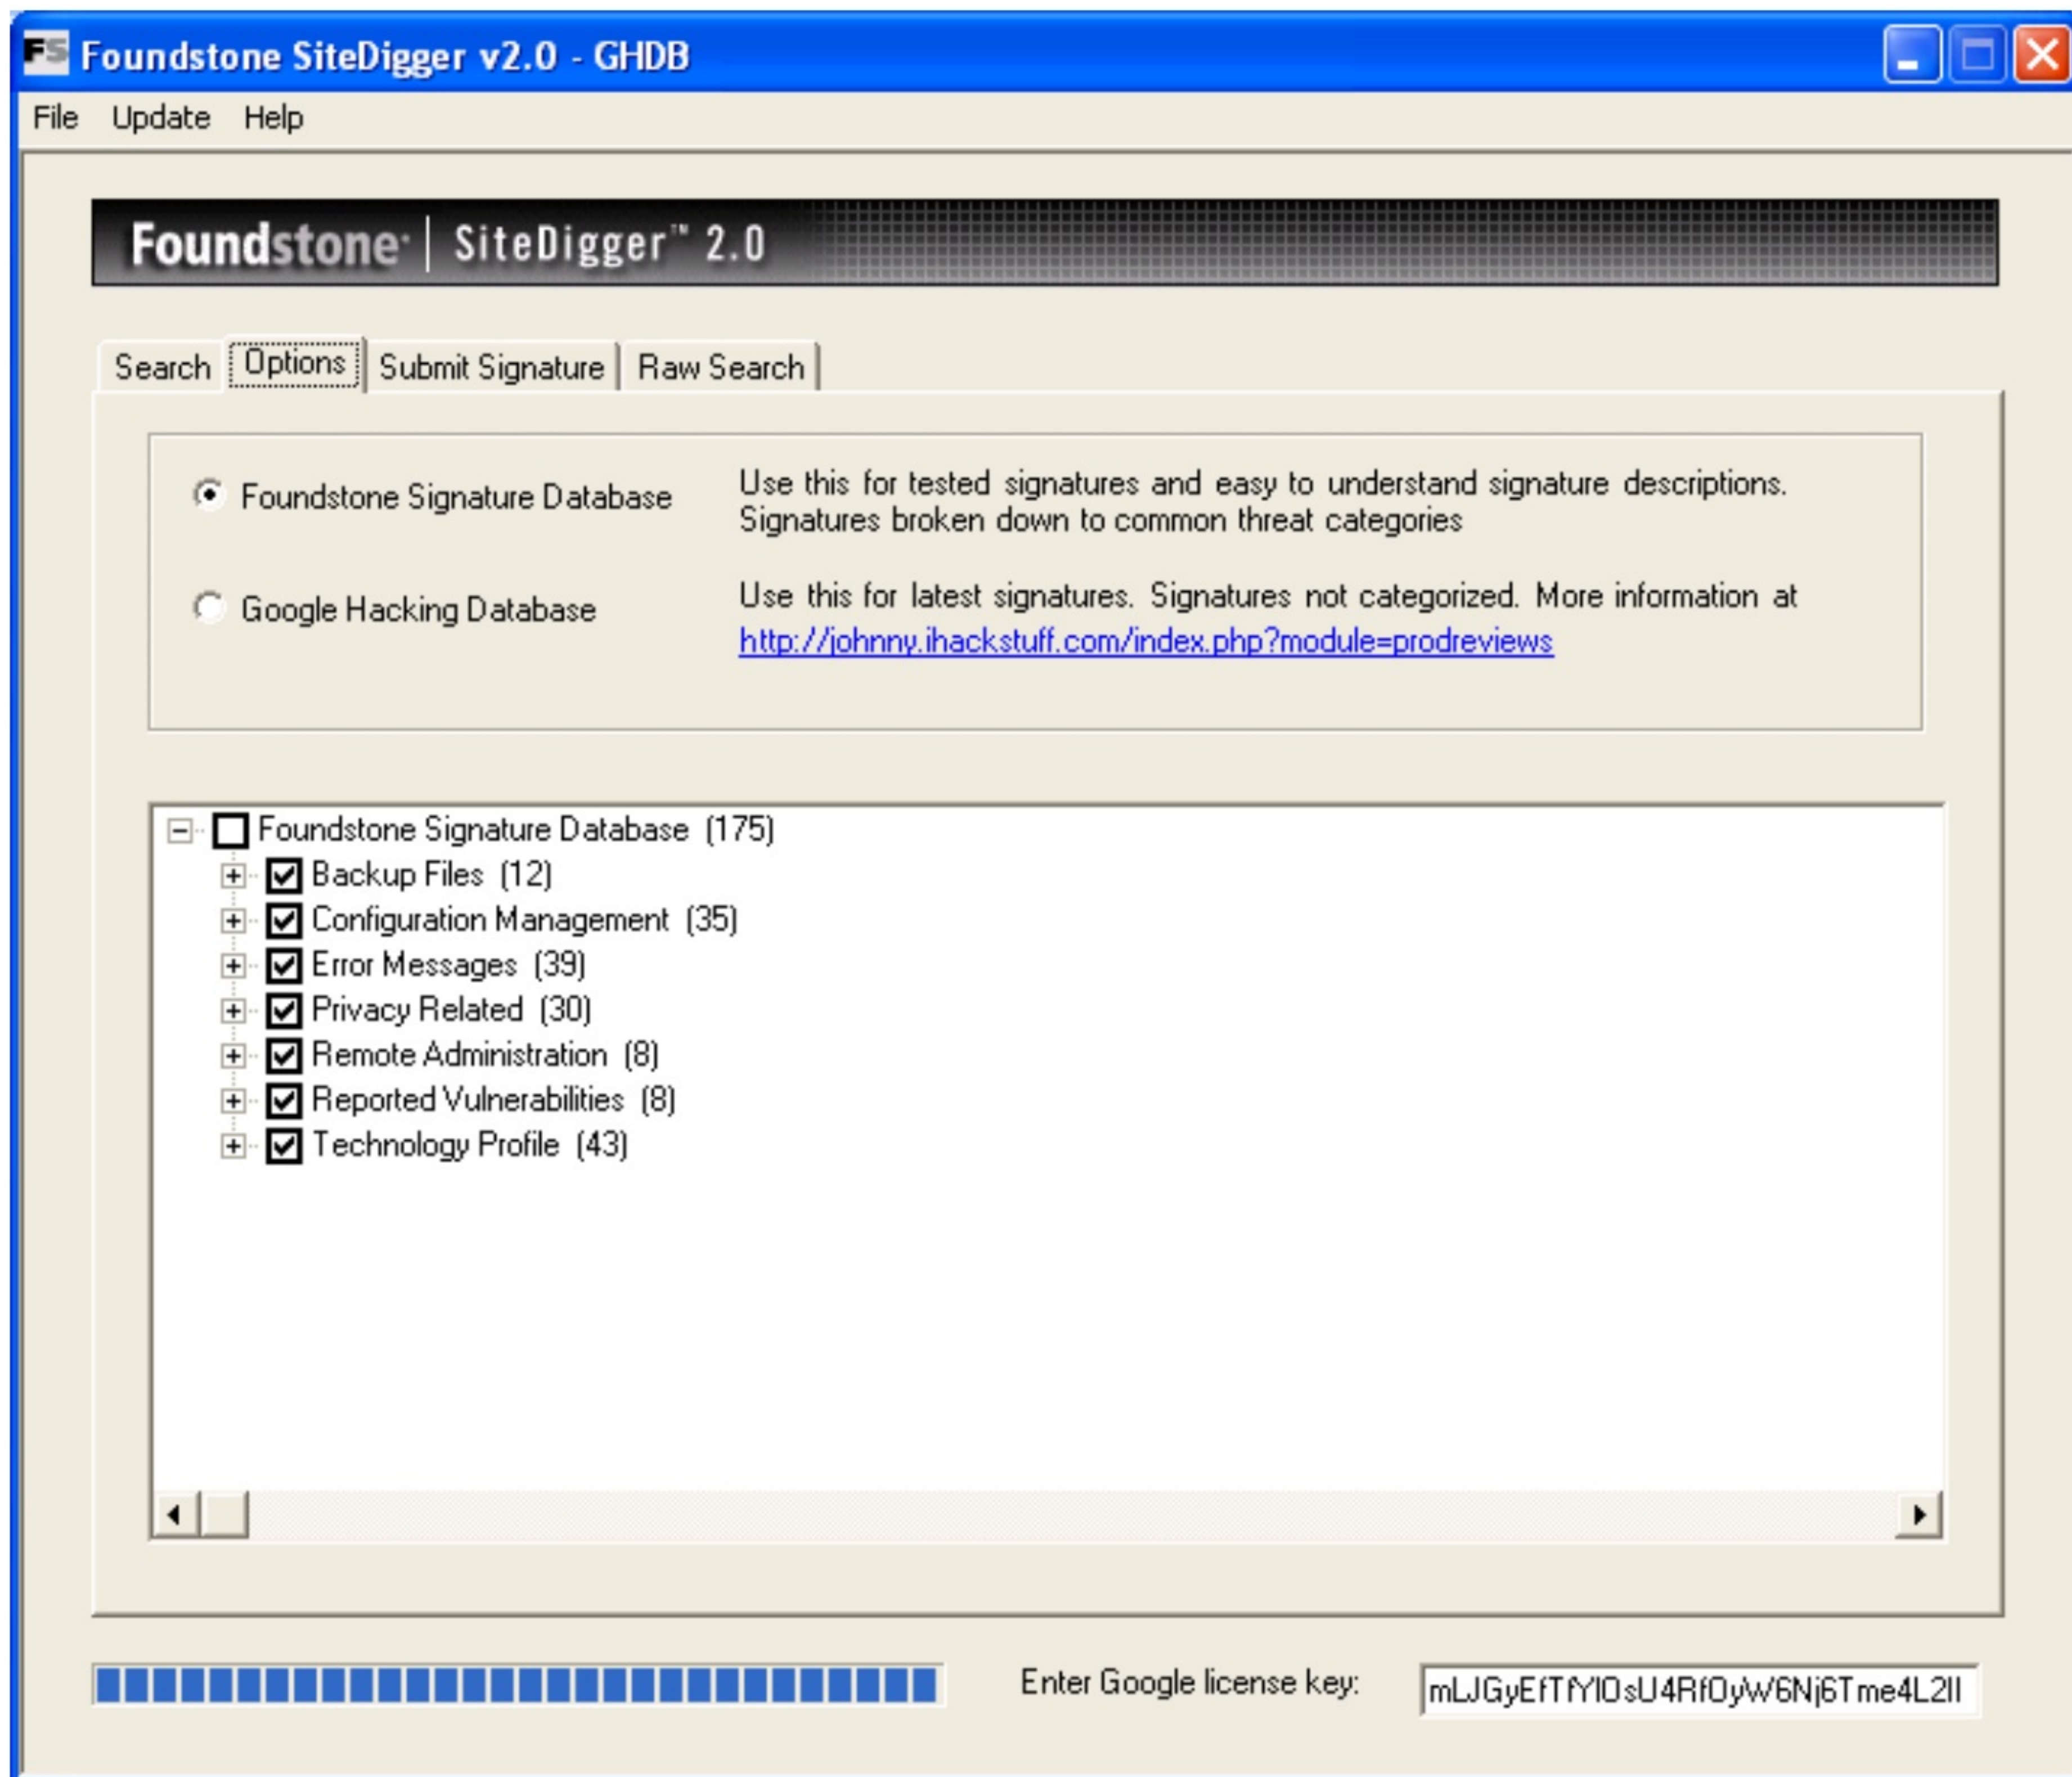 FS Foundstone SiteDigger v2.0 - GHDB
File Update Help
Foundstone | SiteDigger™ 2.0
Search Options Submit Signature Raw Search
Foundstone Signature Database
Use this for tested signatures and easy to understand signature descriptions.
Signatures broken down to common threat categories
Google Hacking Database
Use this for latest signatures. Signatures not categorized. More information at
http://johnny.ihackstuff.com/index.php?module=prodreviews
Foundstone Signature Database (175)
Backup Files (12)
Configuration Management (35)
Error Messages (39)
Privacy Related (30)
Remote Administration (8)
Reported Vulnerabilities (8)
Technology Profile (43)
Enter Google license key: